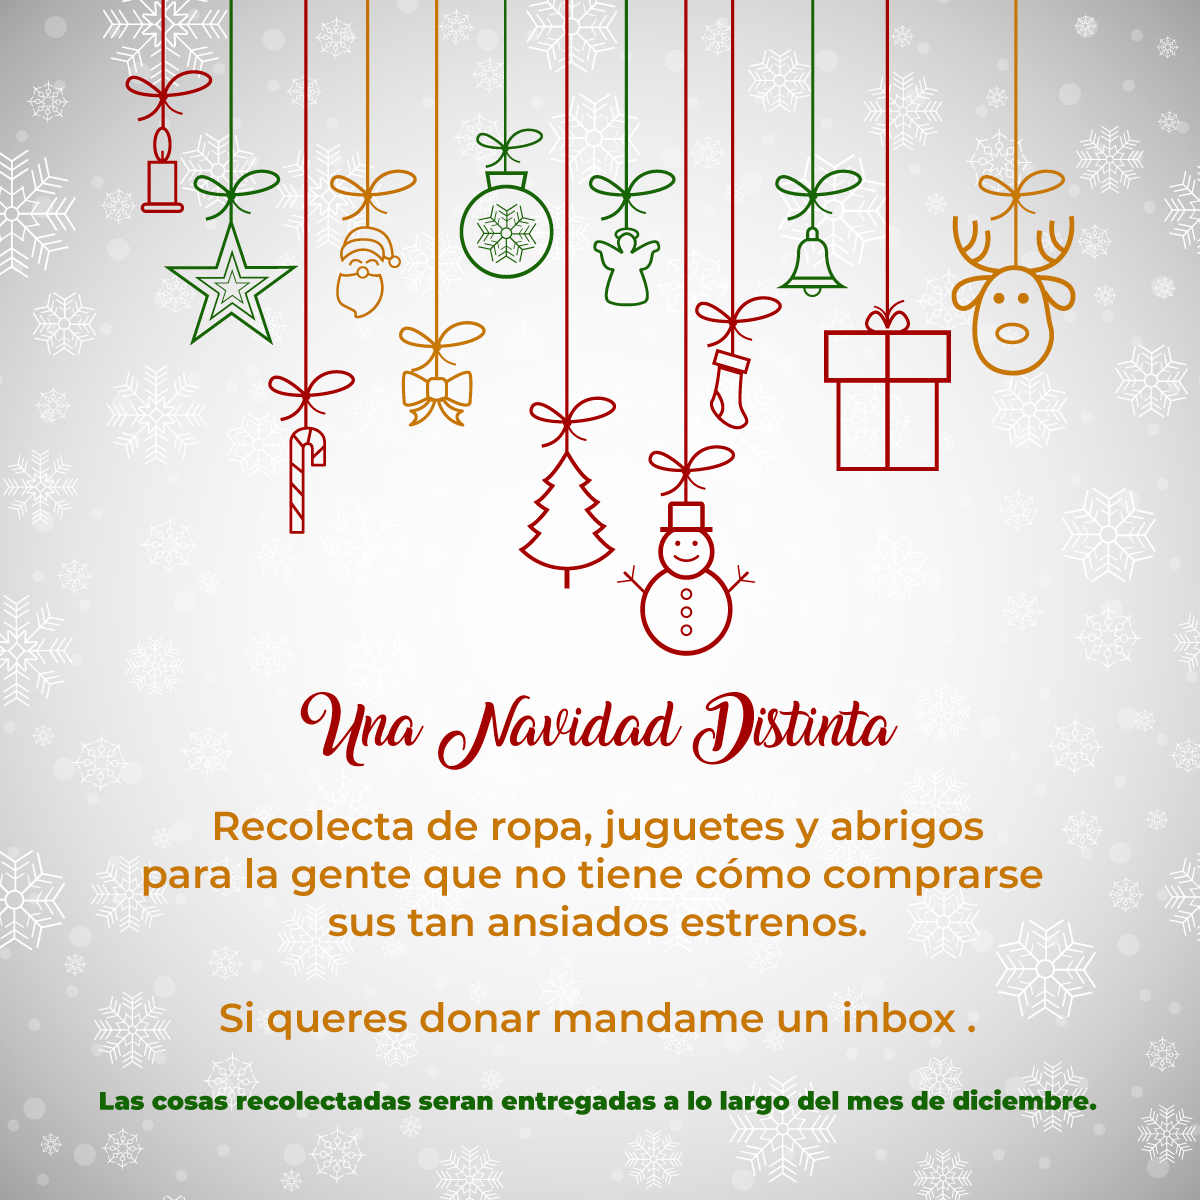 Una Navidad Distinta
Recolecta de ropa, juguetes y abrigos
para la gente que no tiene cómo comprarse
sus tan ansiados estrenos.
Si queres donar mandame un inbox .
Las cosas recolectadas seran entregadas a lo largo del mes de diciembre.